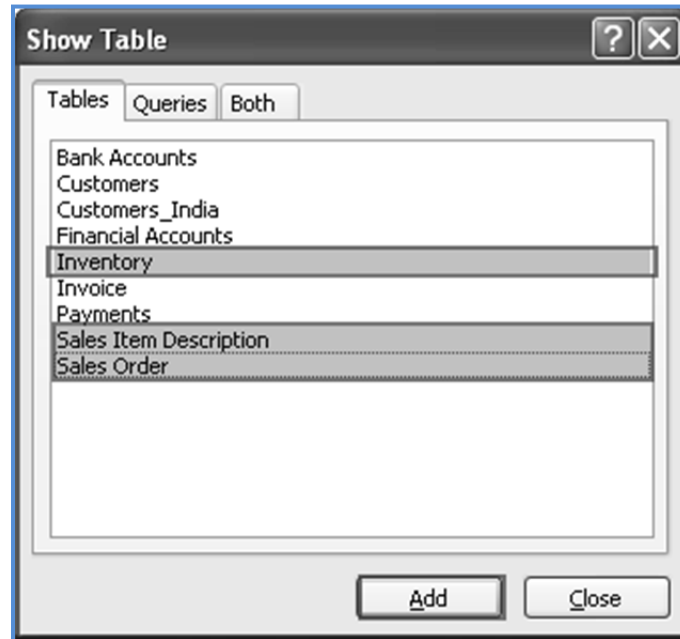 Show Table
?
Tables Queries Both
Bank Accounts
Customers
Customers_India
Financial Accounts
Inventory
Invoice
Payments
Sales Item Description
Sales Order
Add Close